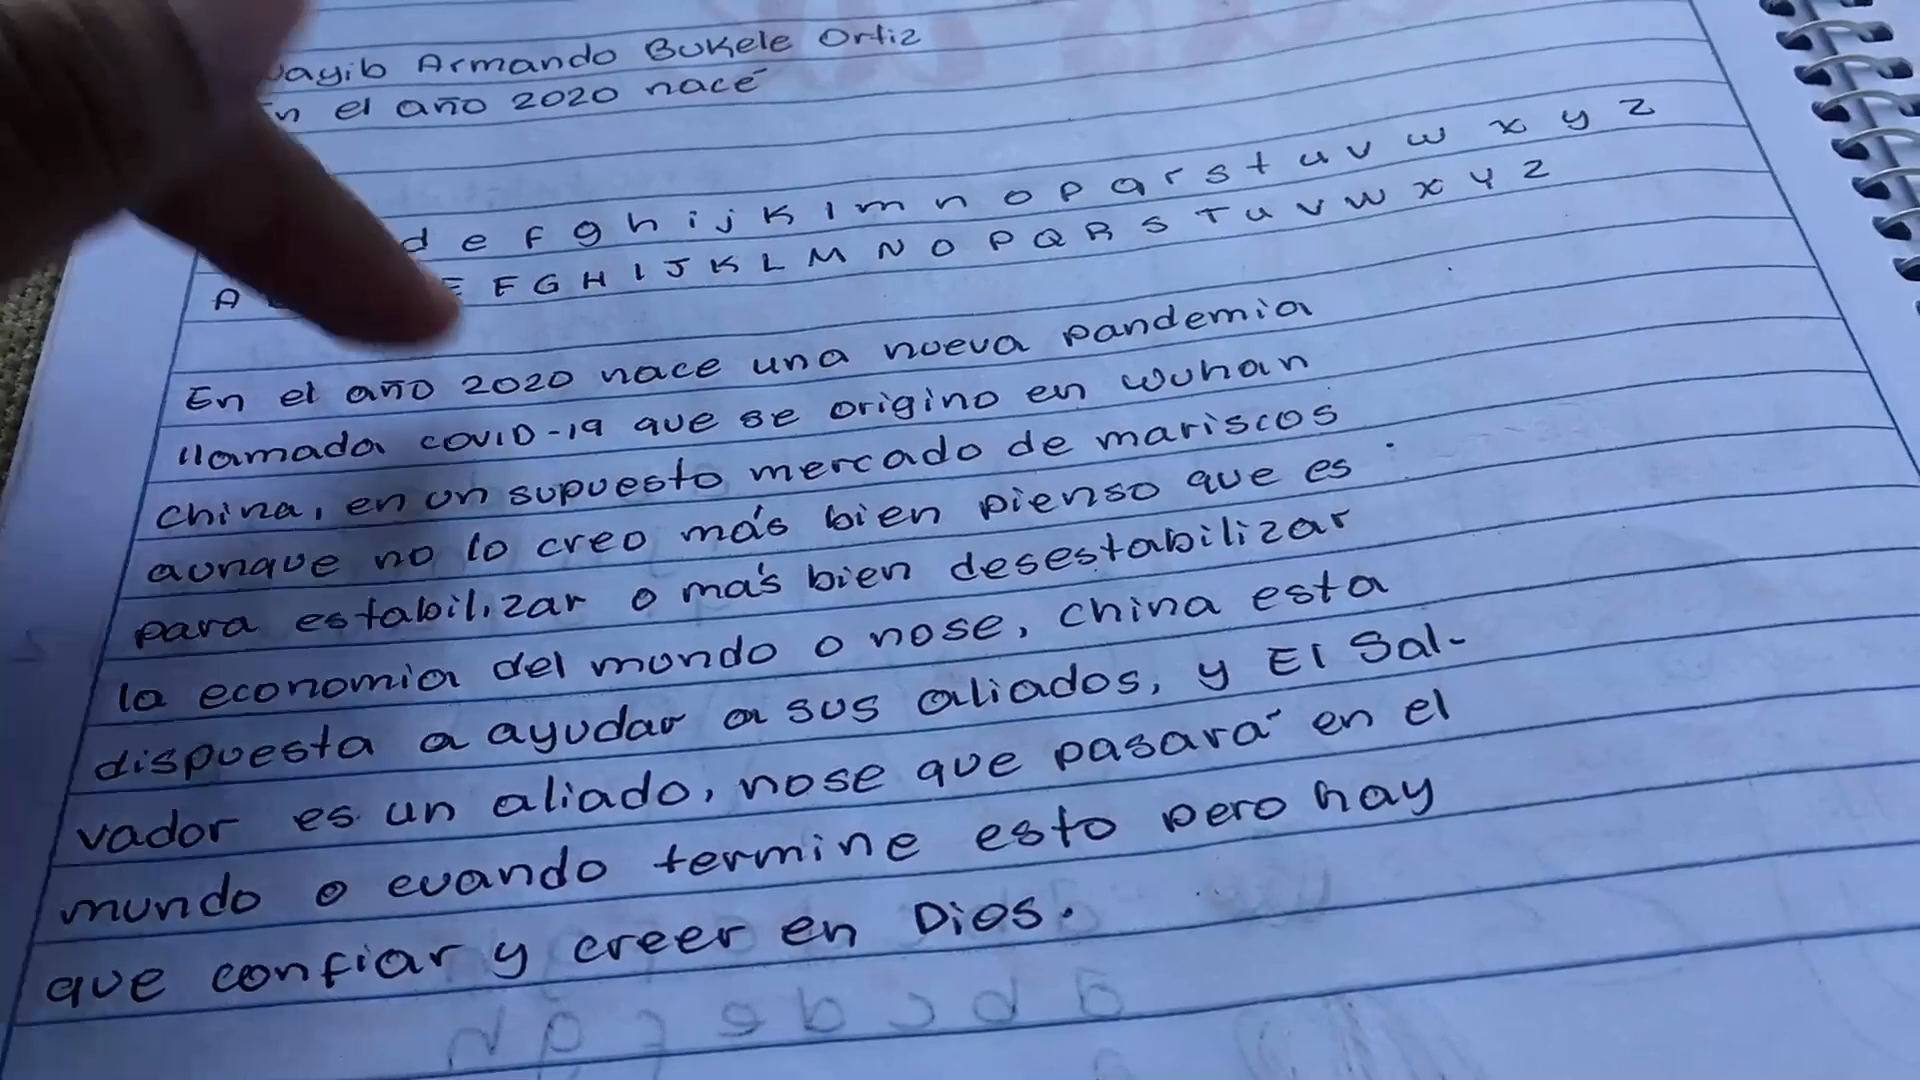 ayib Armando Bukele Ortiz
n el año 2020 nace
d e f g h i j k l m n o p q r s t u v w x y z
A E F G H I J K L M N O P Q R S T U V W X Y Z
En el año 2020 nace una nueva pandemia
llamada COVID-19 que se origino en wuhan
china, en un supuesto mercado de mariscos
aunque no lo creo más bien pienso que es
para estabilizar o más bien desestabilizar
la economia del mundo o nose, china esta
dispuesta a ayudar a sus aliados, y El Sal-
vador es un aliado, nose que pasará en el
mundo o cuando termine esto pero hay
que confiar y creer en Dios.